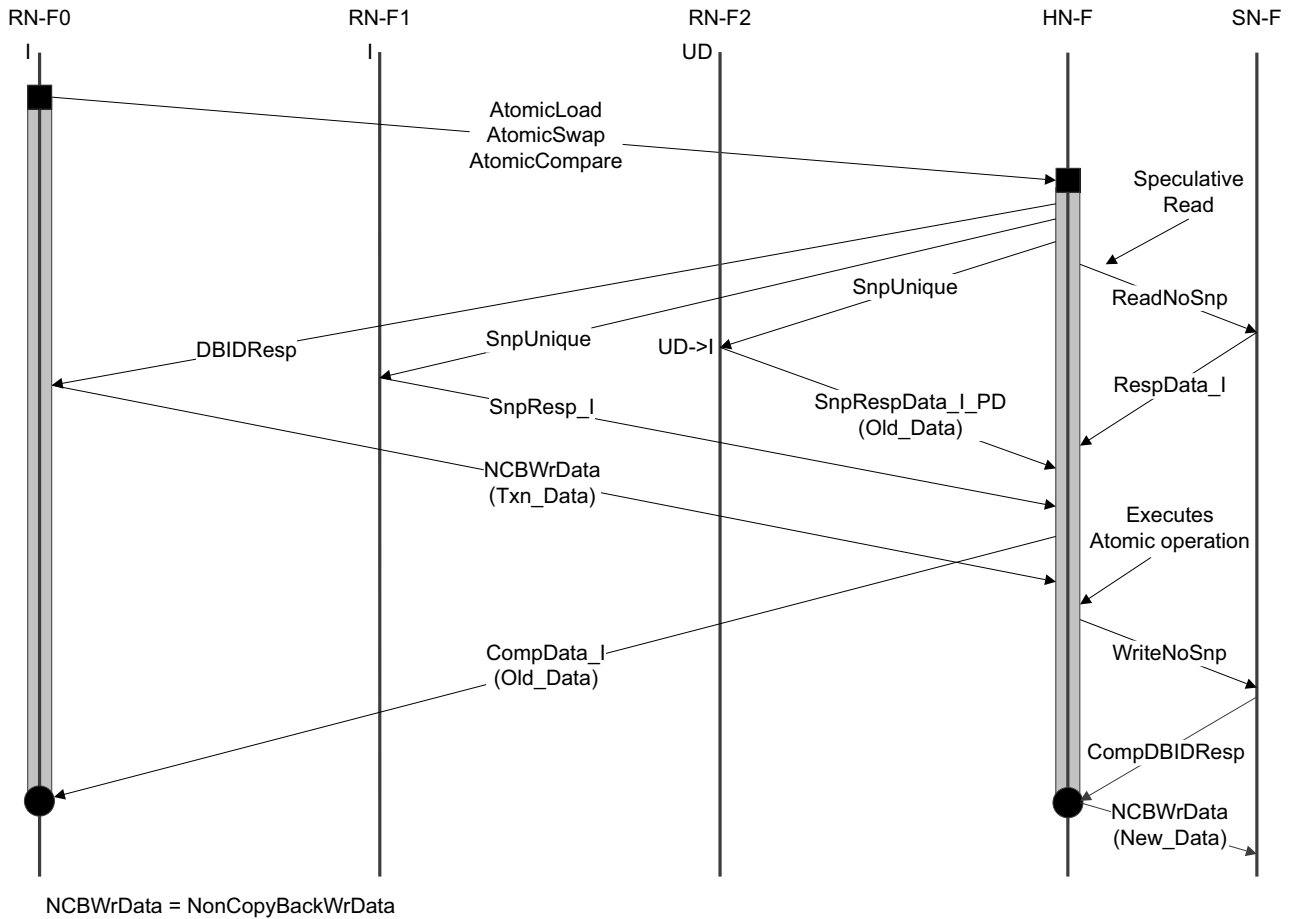 RN-F0
RN-F1
RN-F2
HN-F
SN-F
I
I
UD
AtomicLoad
AtomicSwap
AtomicCompare
Speculative
Read
SnpUnique
ReadNoSnp
SnpUnique
UD->I
DBIDResp
RespData_I
SnpResp_I
SnpRespData_I_PD
(Old_Data)
NCBWrData
(Txn_Data)
Executes
Atomic operation
CompData_I
(Old_Data)
WriteNoSnp
CompDBIDResp
NCBWrData
(New_Data)
NCBWrData = NonCopyBackWrData